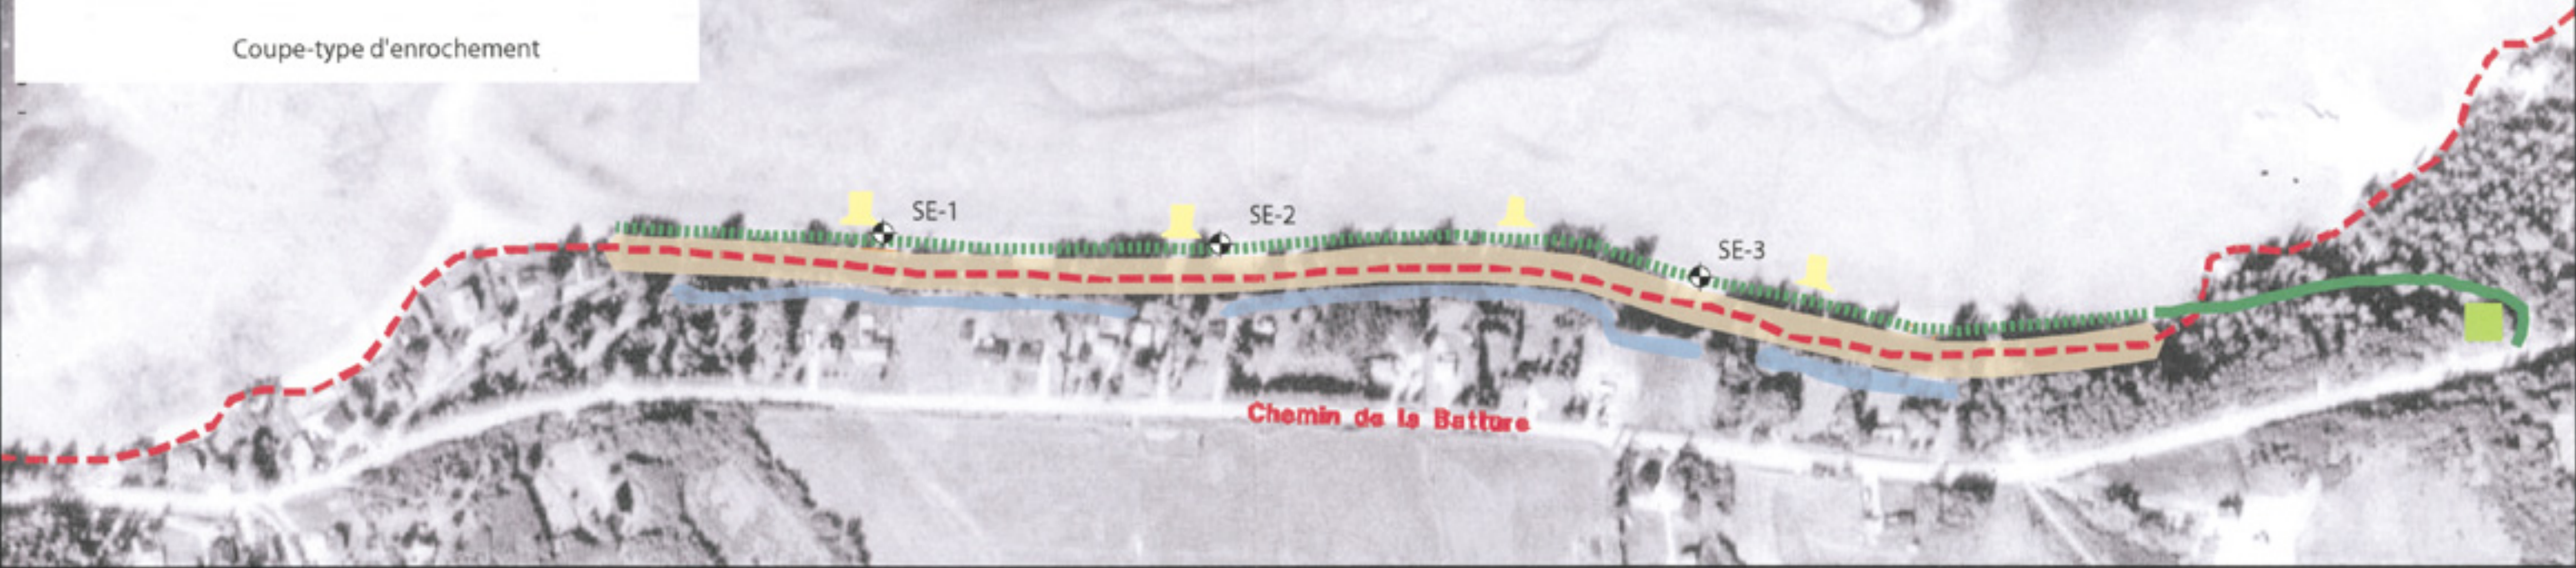 Coupe-type d'enrochement
SE-1
SE-2
SE-3
Chemin de la Batture